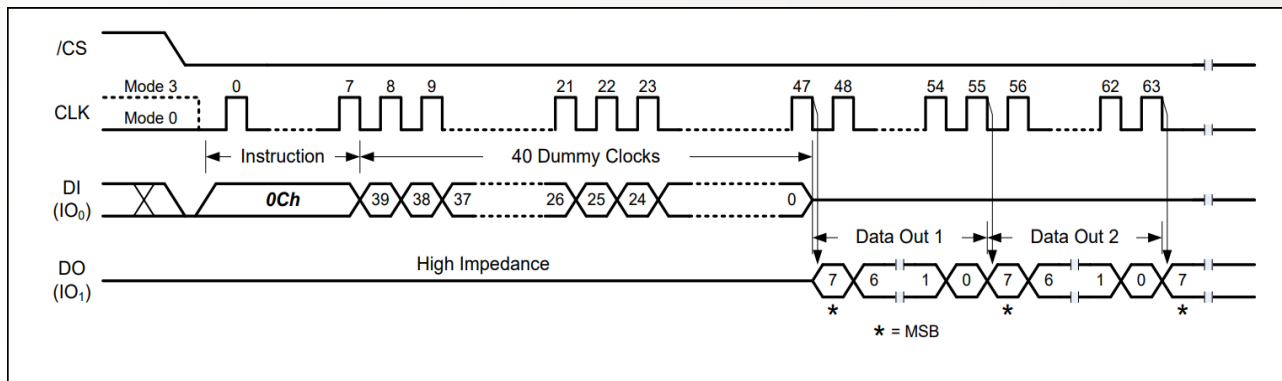 /CS
Mode 3 0 7 8 9 21 22 23 47 48 54 55 56 62 63
CLK
Mode 0
Instruction 40 Dummy Clocks
DI
(IO0)
0Ch 39 38 37 26 25 24 0
Data Out 1 Data Out 2
High Impedance
DO
(IO1)
7 6 1 0 7 6 1 0 7
* * *
* = MSB